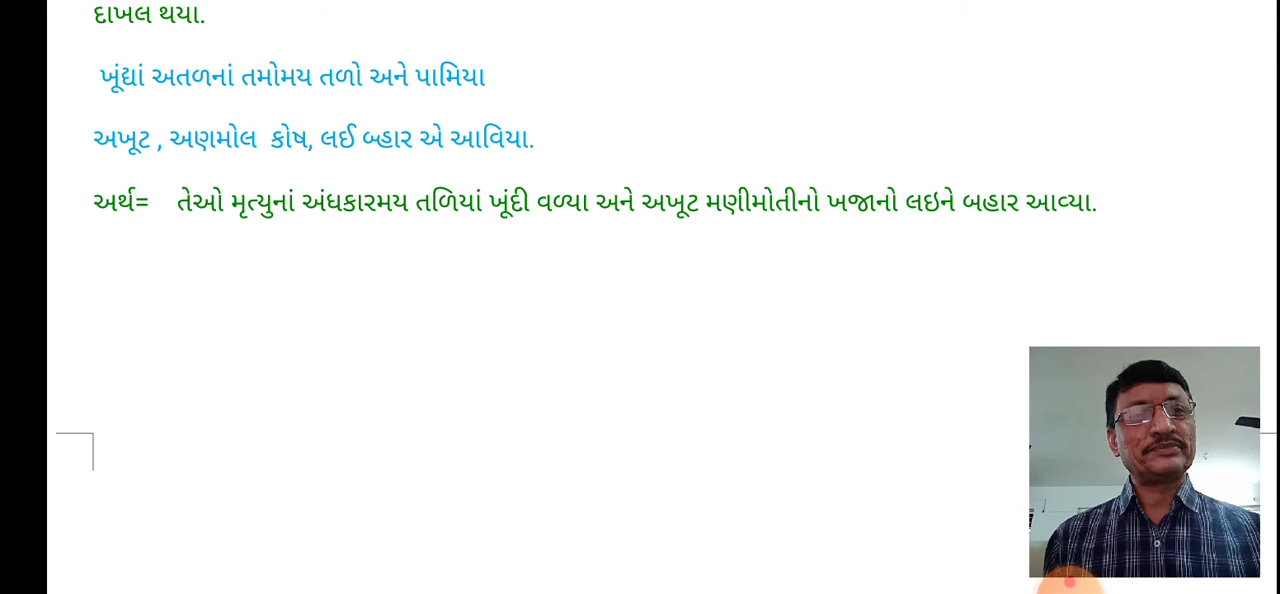 દાખલ થયા.
ખૂંદ્યાં અતળનાં તમોમય તળો અને પામિયા
અખૂટ , અણમોલ કોષ, લઈ બ્હાર એ આવિયા.
અર્થ= તેઓ મૃત્યુનાં અંધકારમય તળિયાં ખૂંદી વળ્યા અને અખૂટ મણીમોતીનો ખજાનો લઇને બહાર આવ્યા.